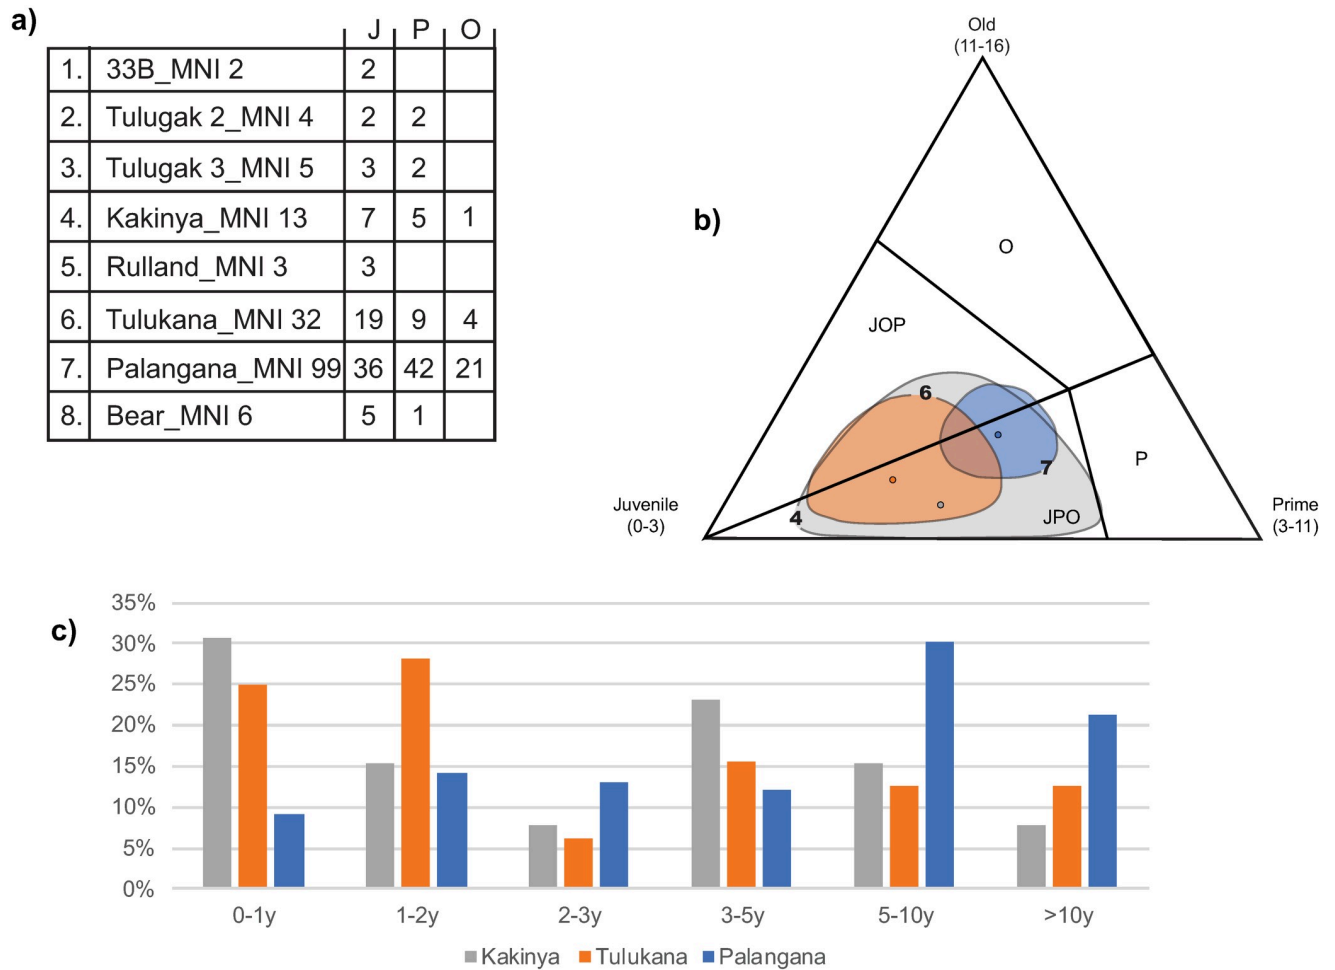 a)
J P O
1. 33B_MNI 2 2
2. Tulugak 2_MNI 4 2 2
3. Tulugak 3_MNI 5 3 2
4. Kakinya_MNI 13 7 5 1
5. Rulland_MNI 3 3
6. Tulukana_MNI 32 19 9 4
7. Palangana_MNI 99 36 42 21
8. Bear_MNI 6 5 1
b)
Old
(11-16)
O
JOP
6
7
P
4
JPO
Juvenile
(0-3)
Prime
(3-11)
c)
35%
30%
25%
20%
15%
10%
5%
0%
0-1y 1-2y 2-3y 3-5y 5-10y >10y
Kakinya Tulukana Palangana